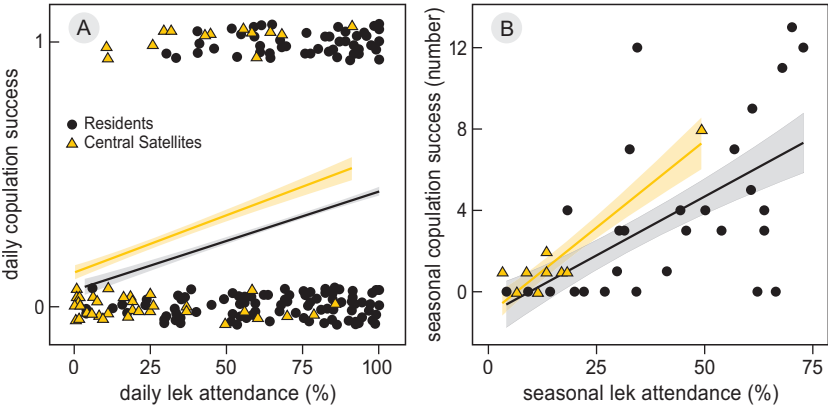 A
daily copulation success
1
0
Residents
Central Satellites
0
25
50
75
100
daily lek attendance (%)
B
seasonal copulation success (number)
12
8
4
0
0
25
50
75
seasonal lek attendance (%)